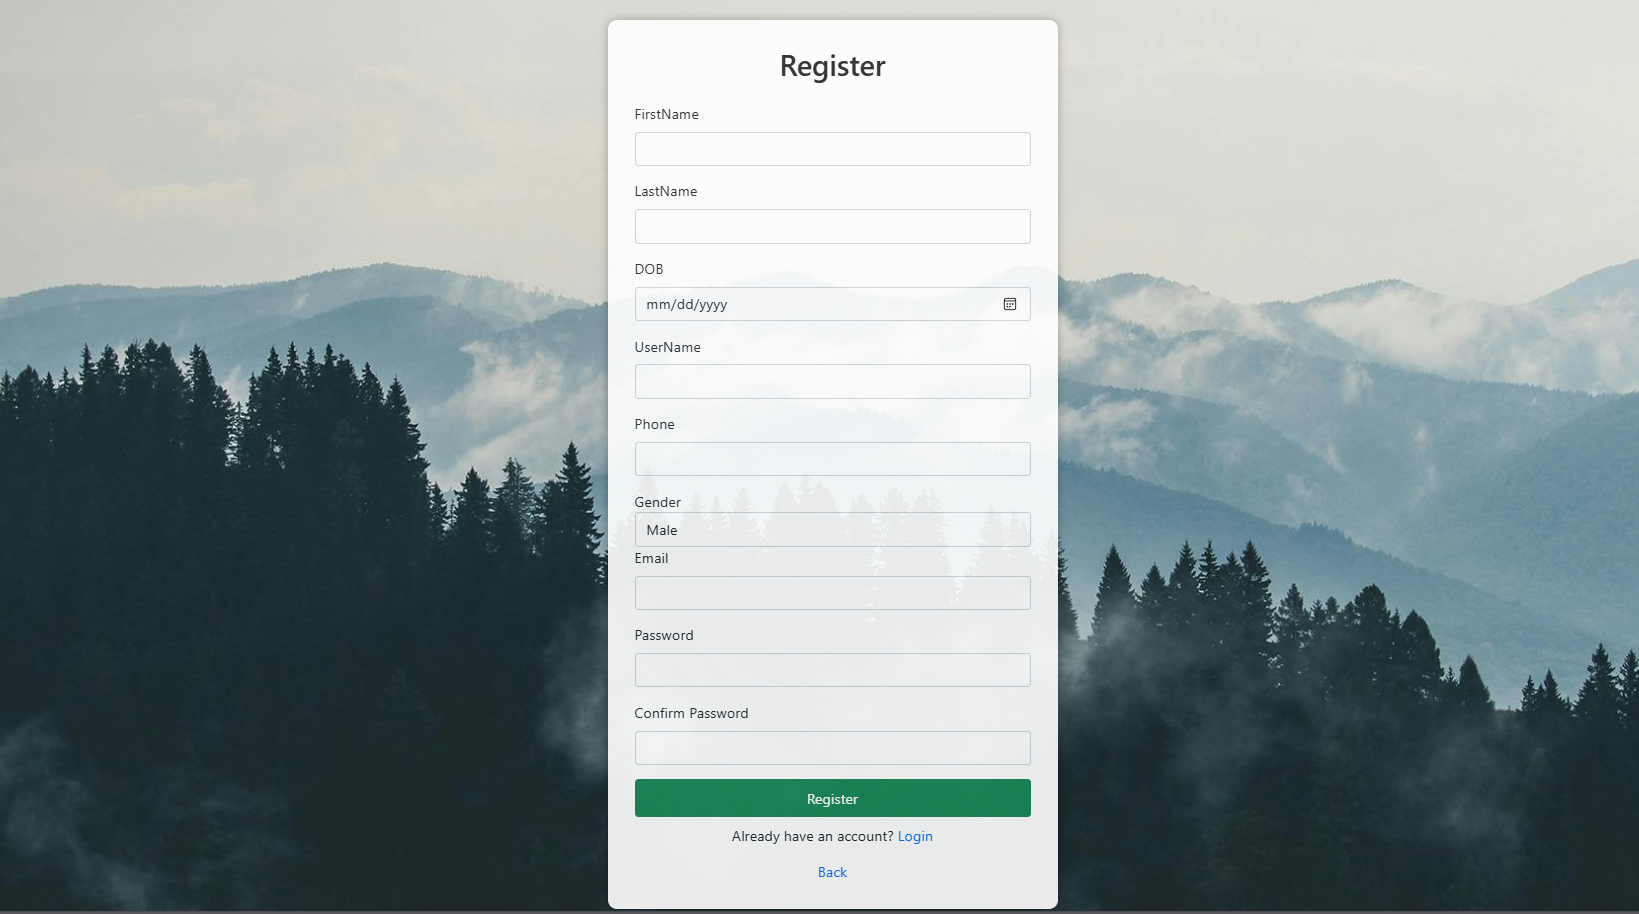 Register
FirstName
LastName
DOB
mm/dd/yyyy
UserName
Phone
Gender
Male
Email
Password
Confirm Password
Register
Already have an account? Login
Back